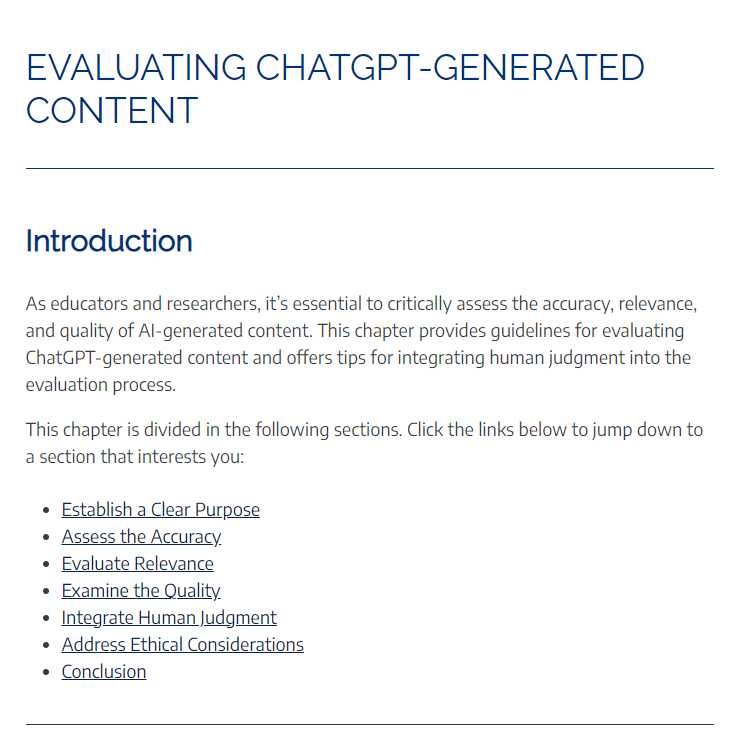 EVALUATING CHATGPT-GENERATED
CONTENT
Introduction
As educators and researchers, it’s essential to critically assess the accuracy, relevance,
and quality of AI-generated content. This chapter provides guidelines for evaluating
ChatGPT-generated content and offers tips for integrating human judgment into the
evaluation process.
This chapter is divided in the following sections. Click the links below to jump down to
a section that interests you:
• Establish a Clear Purpose
• Assess the Accuracy
• Evaluate Relevance
• Examine the Quality
• Integrate Human Judgment
• Address Ethical Considerations
• Conclusion